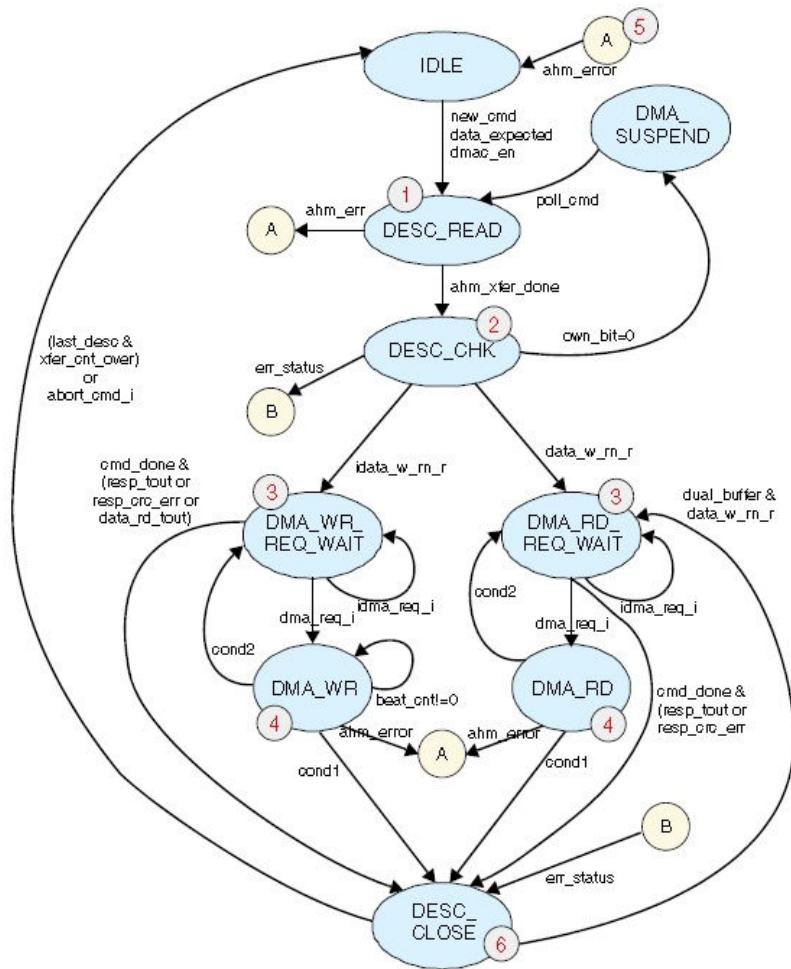 A
5
IDLE
ahm_error
DMA_
SUSPEND
new_cmd
data_expected
dmac_en
poll_cmd
1
ahm_err
A
DESC_READ
ahm_xfer_done
2
(last_desc &
xfer_cnt_over)
or
abort_cmd_i
own_bit=0
DESC_CHK
err_status
B
idata_w_rn_r
data_w_rn_r
cmd_done &
(resp_tout or
resp_crc_err or
data_rd_tout)
3
DMA_WR_
REQ_WAIT
3
DMA_RD_
REQ_WAIT
dual_buffer &
data_w_rn_r
idma_req_i
idma_req_i
dma_req_i
dma_req_i
cond2
cond2
DMA_WR
beat_cnt!=0
DMA_RD
4
4
cmd_done &
(resp_tout or
resp_crc_err
ahm_error
A
ahm_error
cond1
cond1
B
err_status
DESC_
CLOSE
6